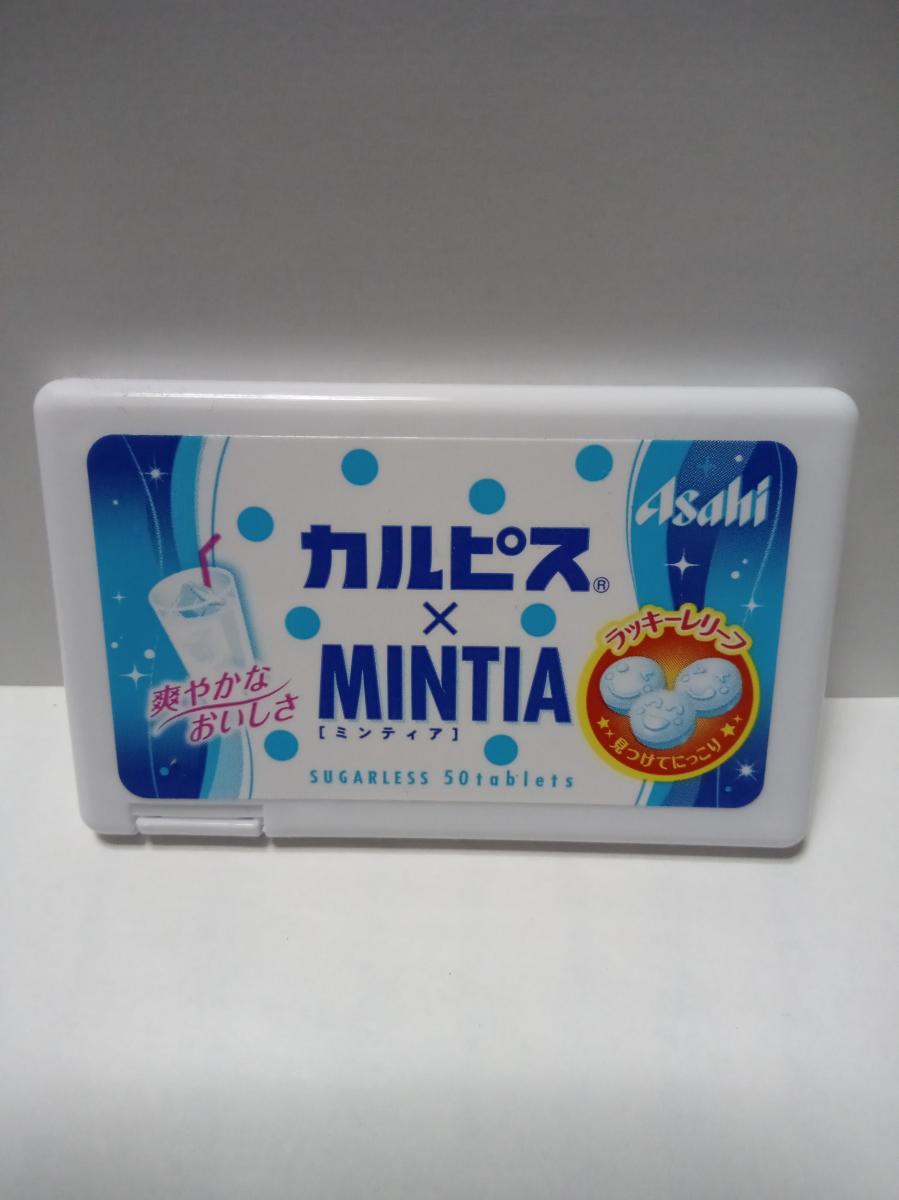 Asahi
カルピス®
×
MINTIA
[ミンティア]
SUGARLESS 50tablets
爽やかな
おいしさ
ラッキーレリーフ
見つけてにっこり